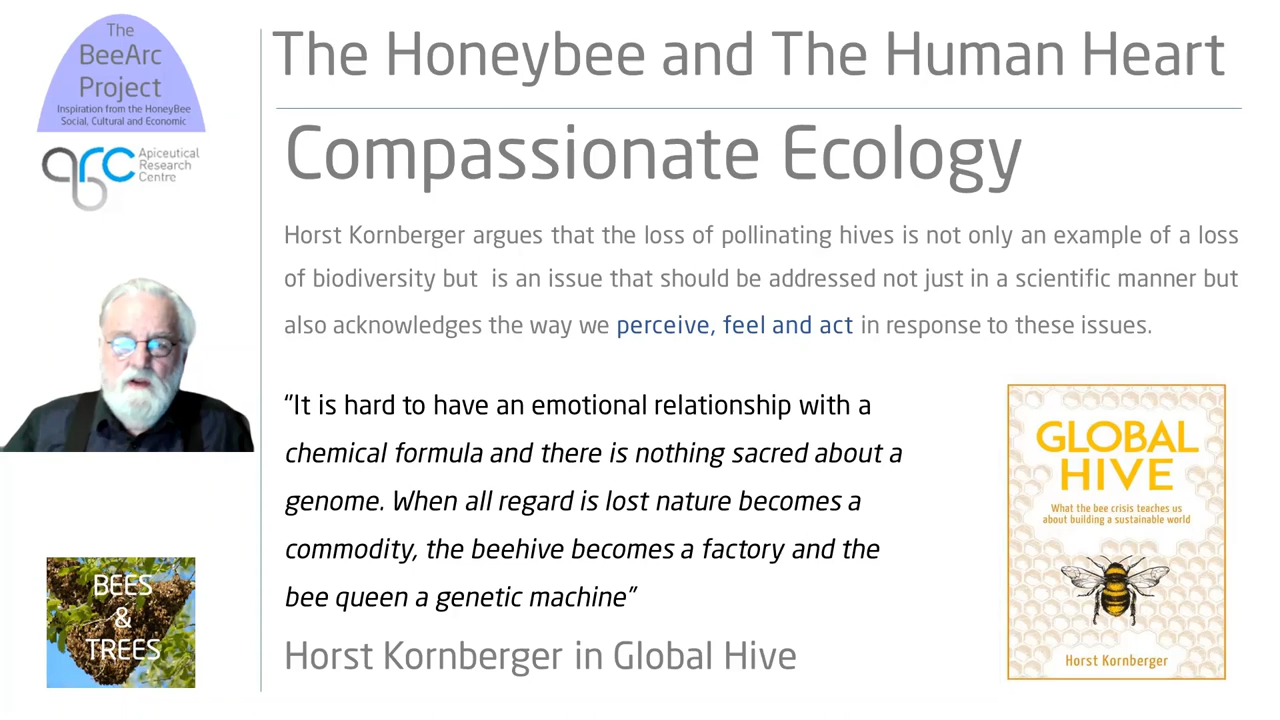 The
BeeArc
Project
Inspiration from the HoneyBee
Social, Cultural and Economic
arc
Apiceutical
Research
Centre
BEES
&
TREES
The Honeybee and The Human Heart
Compassionate Ecology
Horst Kornberger argues that the loss of pollinating hives is not only an example of a loss
of biodiversity but is an issue that should be addressed not just in a scientific manner but
also acknowledges the way we perceive, feel and act in response to these issues.
“It is hard to have an emotional relationship with a
chemical formula and there is nothing sacred about a
genome. When all regard is lost nature becomes a
commodity, the beehive becomes a factory and the
bee queen a genetic machine”
Horst Kornberger in Global Hive
GLOBAL
HIVE
What the bee crisis teaches us
about building a sustainable world
Horst Kornberger